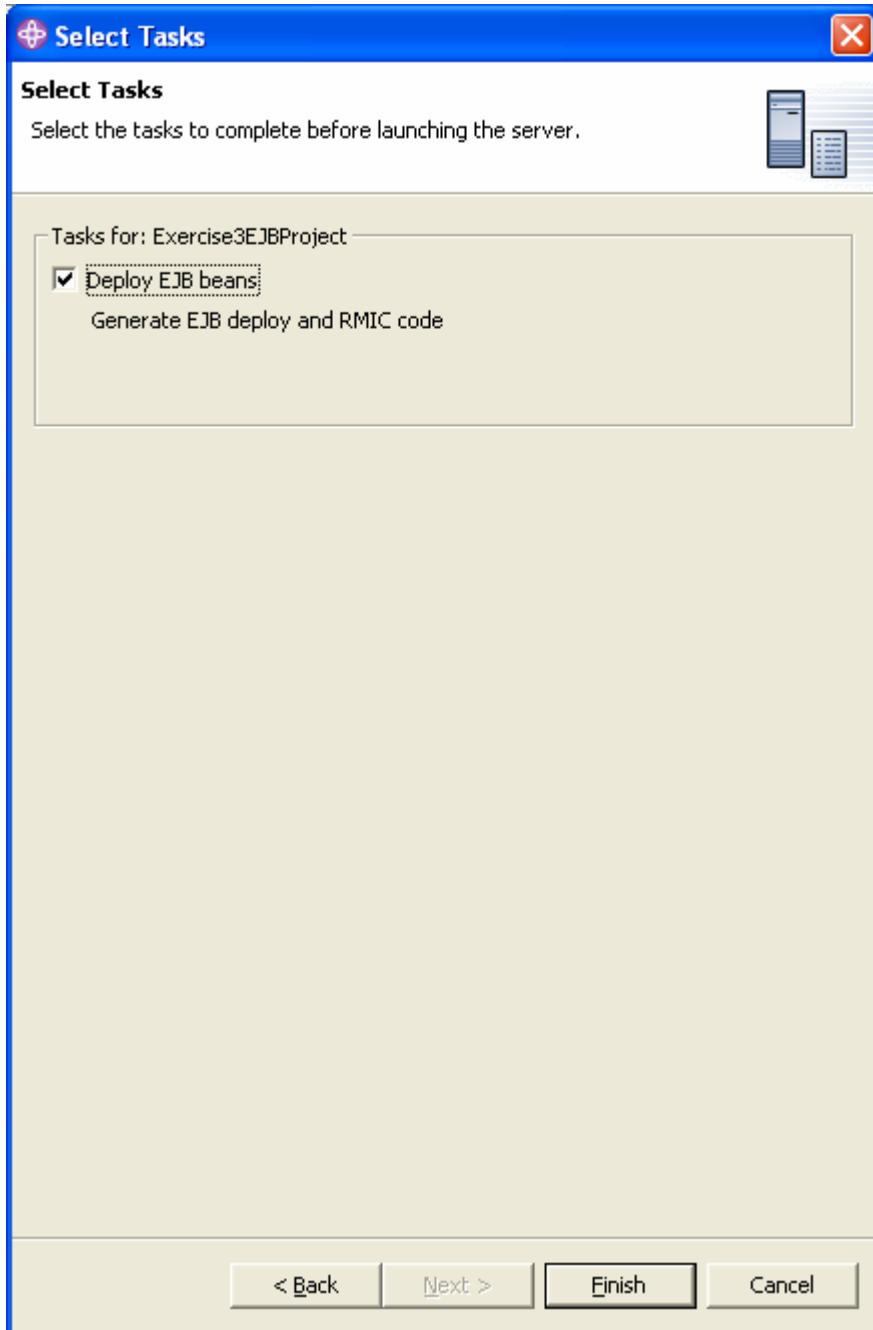 Select Tasks
Select Tasks
Select the tasks to complete before launching the server.
Tasks for: Exercise3EJBProject
Deploy EJB beans
Generate EJB deploy and RMIC code
< Back
Next >
Finish
Cancel